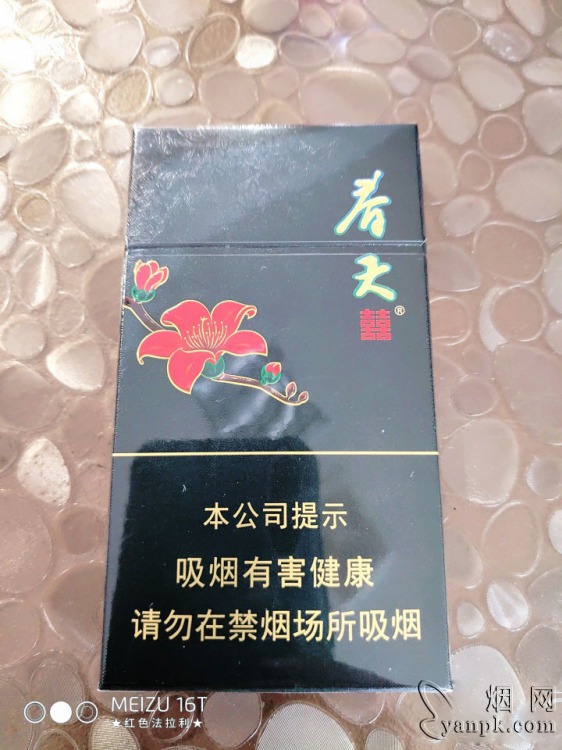 春天
囍®
本公司提示
吸烟有害健康
请勿在禁烟场所吸烟
MEIZU 16T
★红色法拉利★
烟网
yanpk.com